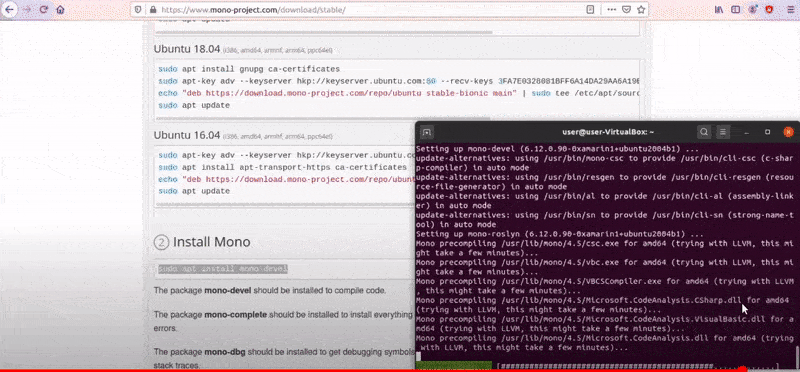 https://www.mono-project.com/download/stable/
sudo apt update
Ubuntu 18.04 (i386, amd64, armhf, arm64, ppc64el)
sudo apt install gnupg ca-certificates
sudo apt-key adv --keyserver hkp://keyserver.ubuntu.com:80 --recv-keys
echo "deb https://download.mono-project.com/repo/ubuntu stable-bionic main" | sudo tee /etc/apt/sour
sudo apt update
Ubuntu 16.04 (i386, amd64, armhf, arm64, ppc64el)
sudo apt-key adv --keyserver hkp://keyserver
sudo apt install apt-transport-https ca-certificates
echo "deb https://download.mono-project.com/repo/ubun
sudo apt update
2 Install Mono
sudo apt install mono-devel
The package mono-devel should be installed to compile code.
The package mono-complete should be installed to install everything
errors.
The package mono-dbg should be installed to get debugging symbols
stack traces.
user@user-VirtualBox: ~
Setting up mono-devel (6.12.0.90-0xamarin1+ubuntu2004b1) ...
update-alternatives: using /usr/bin/mono-csc to provide /usr/bin/cli-csc (c-shar
p-compiler) in auto mode
update-alternatives: using /usr/bin/resgen to provide /usr/bin/cli-resgen (resou
rce-file-generator) in auto mode
update-alternatives: using /usr/bin/al to provide /usr/bin/cli-al (assembly-lin
ker) in auto mode
update-alternatives: using /usr/bin/sn to provide /usr/bin/cli-sn (strong-name-t
ool) in auto mode
Setting up mono-roslyn (6.12.0.90-0xamarin1+ubuntu2004b1) ...
Mono precompiling /usr/lib/mono/4.5/csc.exe for amd64 (trying with LLVM, this mi
ght take a few minutes)...
Mono precompiling /usr/lib/mono/4.5/vbc.exe for amd64 (trying with LLVM, this mi
ght take a few minutes)...
Mono precompiling /usr/lib/mono/4.5/VBCSCompiler.exe for amd64 (trying with LLVM
, this might take a few minutes)...
Mono precompiling /usr/lib/mono/4.5/Microsoft.CodeAnalysis.CSharp.dll for amd64
(trying with LLVM, this might take a few minutes)...
Mono precompiling /usr/lib/mono/4.5/Microsoft.CodeAnalysis.VisualBasic.dll for a
md64 (trying with LLVM, this might take a few minutes)...
Mono precompiling /usr/lib/mono/4.5/Microsoft.CodeAnalysis.dll for amd64 (trying
with LLVM, this might take a few minutes)...